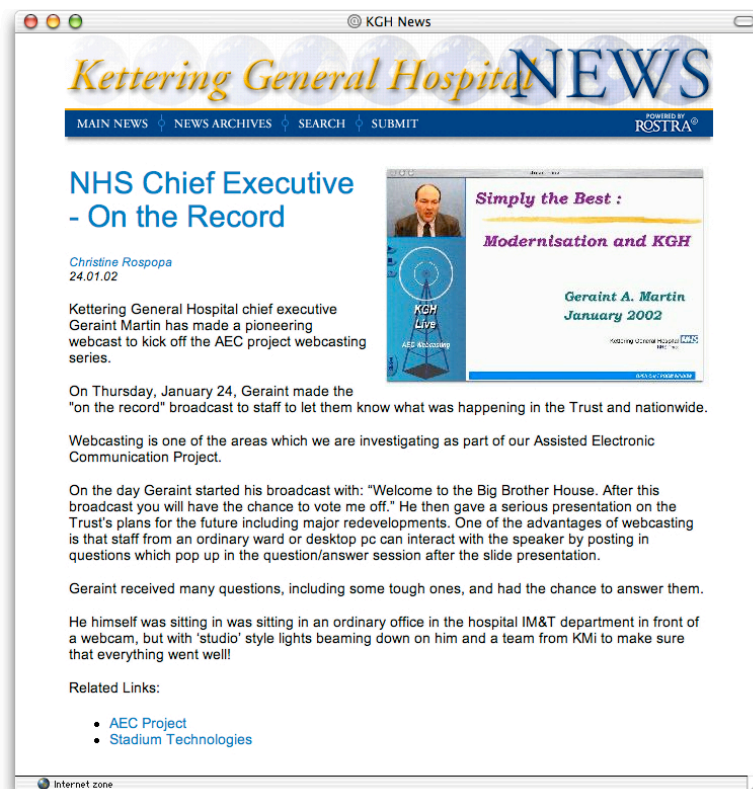 KGH News
Kettering General Hospital NEWS
MAIN NEWS NEWS ARCHIVES SEARCH SUBMIT
POWERED BY
ROSTRA®
NHS Chief Executive
- On the Record
Christine Rospopa
24.01.02
Simply the Best :
Modernisation and KGH
Geraint A. Martin
January 2002
Kettering General Hospital NHS
KGH
Live
AEC Webcasting
Kettering General Hospital chief executive
Geraint Martin has made a pioneering
webcast to kick off the AEC project webcasting
series.
On Thursday, January 24, Geraint made the
"on the record" broadcast to staff to let them know what was happening in the Trust and nationwide.
Webcasting is one of the areas which we are investigating as part of our Assisted Electronic
Communication Project.
On the day Geraint started his broadcast with: “Welcome to the Big Brother House. After this
broadcast you will have the chance to vote me off.” He then gave a serious presentation on the
Trust’s plans for the future including major redevelopments. One of the advantages of webcasting
is that staff from an ordinary ward or desktop pc can interact with the speaker by posting in
questions which pop up in the question/answer session after the slide presentation.
Geraint received many questions, including some tough ones, and had the chance to answer them.
He himself was sitting in was sitting in an ordinary office in the hospital IM&T department in front of
a webcam, but with ‘studio’ style lights beaming down on him and a team from KMi to make sure
that everything went well!
Related Links:
AEC Project
Stadium Technologies
Internet zone